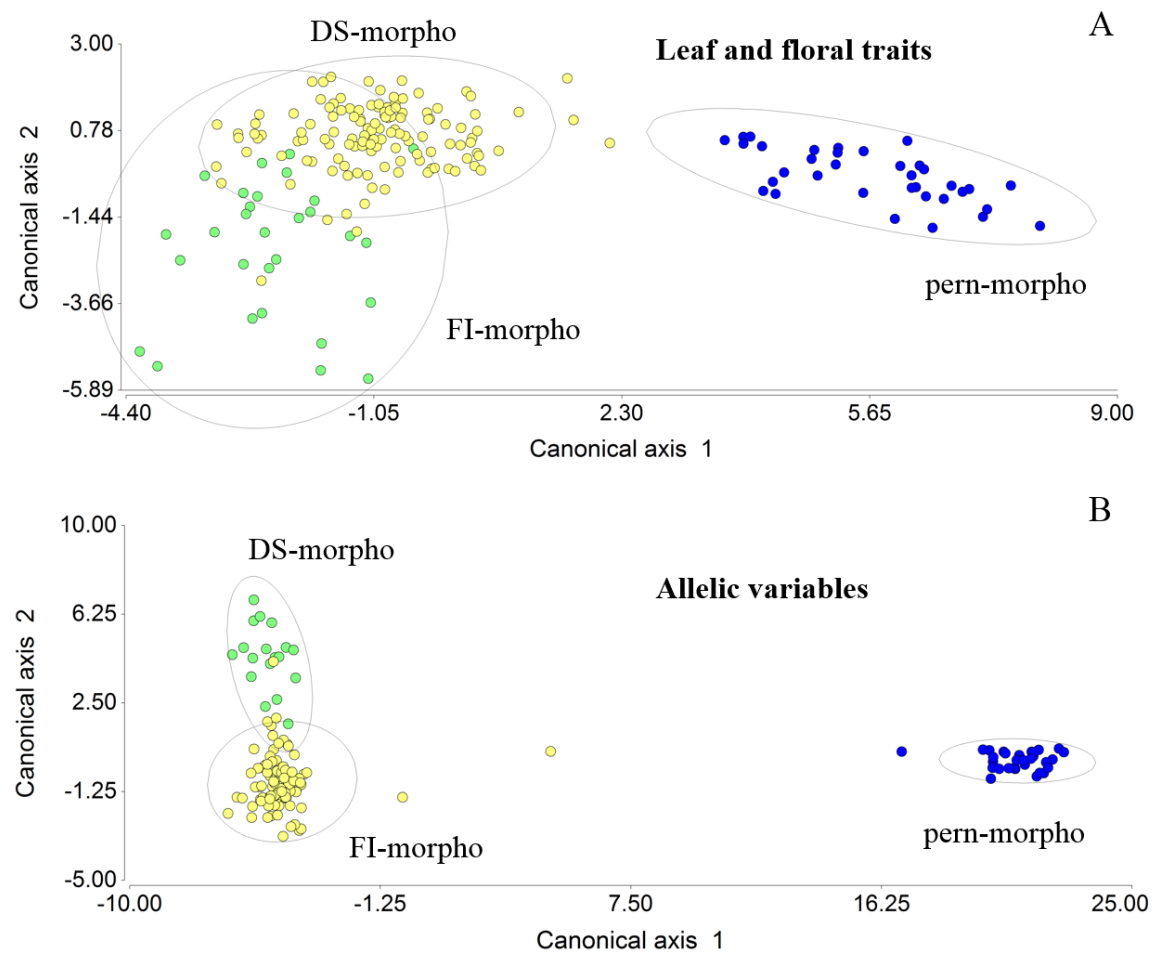 A
DS-morpho
Leaf and floral traits
3.00
0.78
-1.44
-3.66
-5.89
Canonical axis 2
pern-morpho
FI-morpho
-4.40 -1.05 2.30 5.65 9.00
Canonical axis 1
B
DS-morpho
Allelic variables
10.00
6.25
2.50
-1.25
-5.00
Canonical axis 2
pern-morpho
FI-morpho
-10.00 -1.25 7.50 16.25 25.00
Canonical axis 1